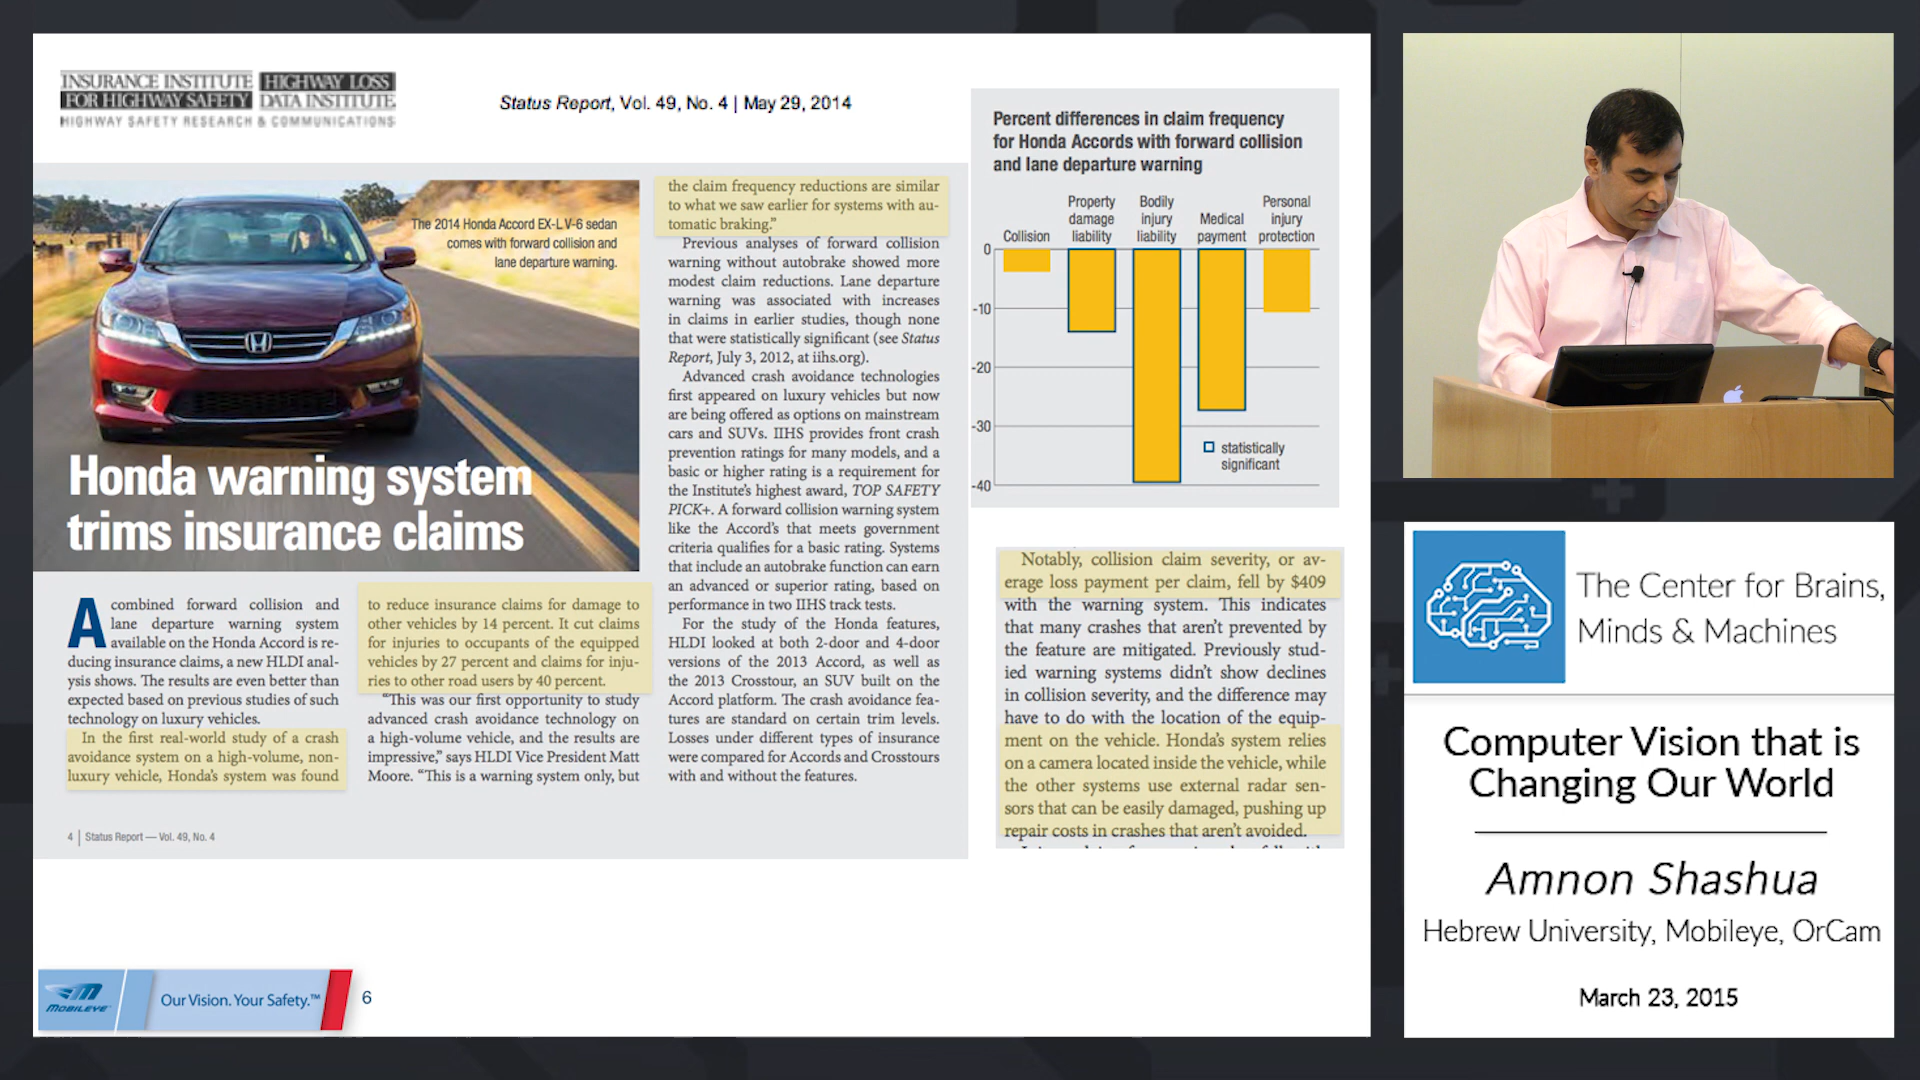 INSURANCE INSTITUTE
FOR HIGHWAY SAFETY
HIGHWAY LOSS
DATA INSTITUTE
HIGHWAY SAFETY RESEARCH & COMMUNICATIONS
Status Report, Vol. 49, No. 4 | May 29, 2014
The 2014 Honda Accord EX-L V-6 sedan
comes with forward collision and
lane departure warning.
Honda warning system
trims insurance claims
A combined forward collision and
lane departure warning system
available on the Honda Accord is re-
ducing insurance claims, a new HLDI anal-
ysis shows. The results are even better than
expected based on previous studies of such
technology on luxury vehicles.
In the first real-world study of a crash
avoidance system on a high-volume, non-
luxury vehicle, Honda's system was found
to reduce insurance claims for damage to
other vehicles by 14 percent. It cut claims
for injuries to occupants of the equipped
vehicles by 27 percent and claims for inju-
ries to other road users by 40 percent.
"This was our first opportunity to study
advanced crash avoidance technology on
a high-volume vehicle, and the results are
impressive," says HLDI Vice President Matt
Moore. "This is a warning system only, but
the claim frequency reductions are similar
to what we saw earlier for systems with au-
tomatic braking."
Previous analyses of forward collision
warning without autobrake showed more
modest claim reductions. Lane departure
warning was associated with increases
in claims in earlier studies, though none
that were statistically significant (see Status
Report, July 3, 2012, at iihs.org).
Advanced crash avoidance technologies
first appeared on luxury vehicles but now
are being offered as options on mainstream
cars and SUVs. IIHS provides front crash
prevention ratings for many models, and a
basic or higher rating is a requirement for
the Institute's highest award, TOP SAFETY
PICK+. A forward collision warning system
like the Accord's that meets government
criteria qualifies for a basic rating. Systems
that include an autobrake function can earn
an advanced or superior rating, based on
performance in two IIHS track tests.
For the study of the Honda features,
HLDI looked at both 2-door and 4-door
versions of the 2013 Accord, as well as
the 2013 Crosstour, an SUV built on the
Accord platform. The crash avoidance fea-
tures are standard on certain trim levels.
Losses under different types of insurance
were compared for Accords and Crosstours
with and without the features.
4 | Status Report — Vol. 49, No. 4
Percent differences in claim frequency
for Honda Accords with forward collision
and lane departure warning
Collision
Property
damage
liability
Bodily
injury
liability
Medical
payment
Personal
injury
protection
0
-10
-20
-30
-40
statistically
significant
Notably, collision claim severity, or av-
erage loss payment per claim, fell by $409
with the warning system. This indicates
that many crashes that aren't prevented by
the feature are mitigated. Previously stud-
ied warning systems didn't show declines
in collision severity, and the difference may
have to do with the location of the equip-
ment on the vehicle. Honda's system relies
on a camera located inside the vehicle, while
the other systems use external radar sen-
sors that can be easily damaged, pushing up
repair costs in crashes that aren't avoided.
MOBILEYE
Our Vision. Your Safety.™
6
The Center for Brains,
Minds & Machines
Computer Vision that is
Changing Our World
Amnon Shashua
Hebrew University, Mobileye, OrCam
March 23, 2015